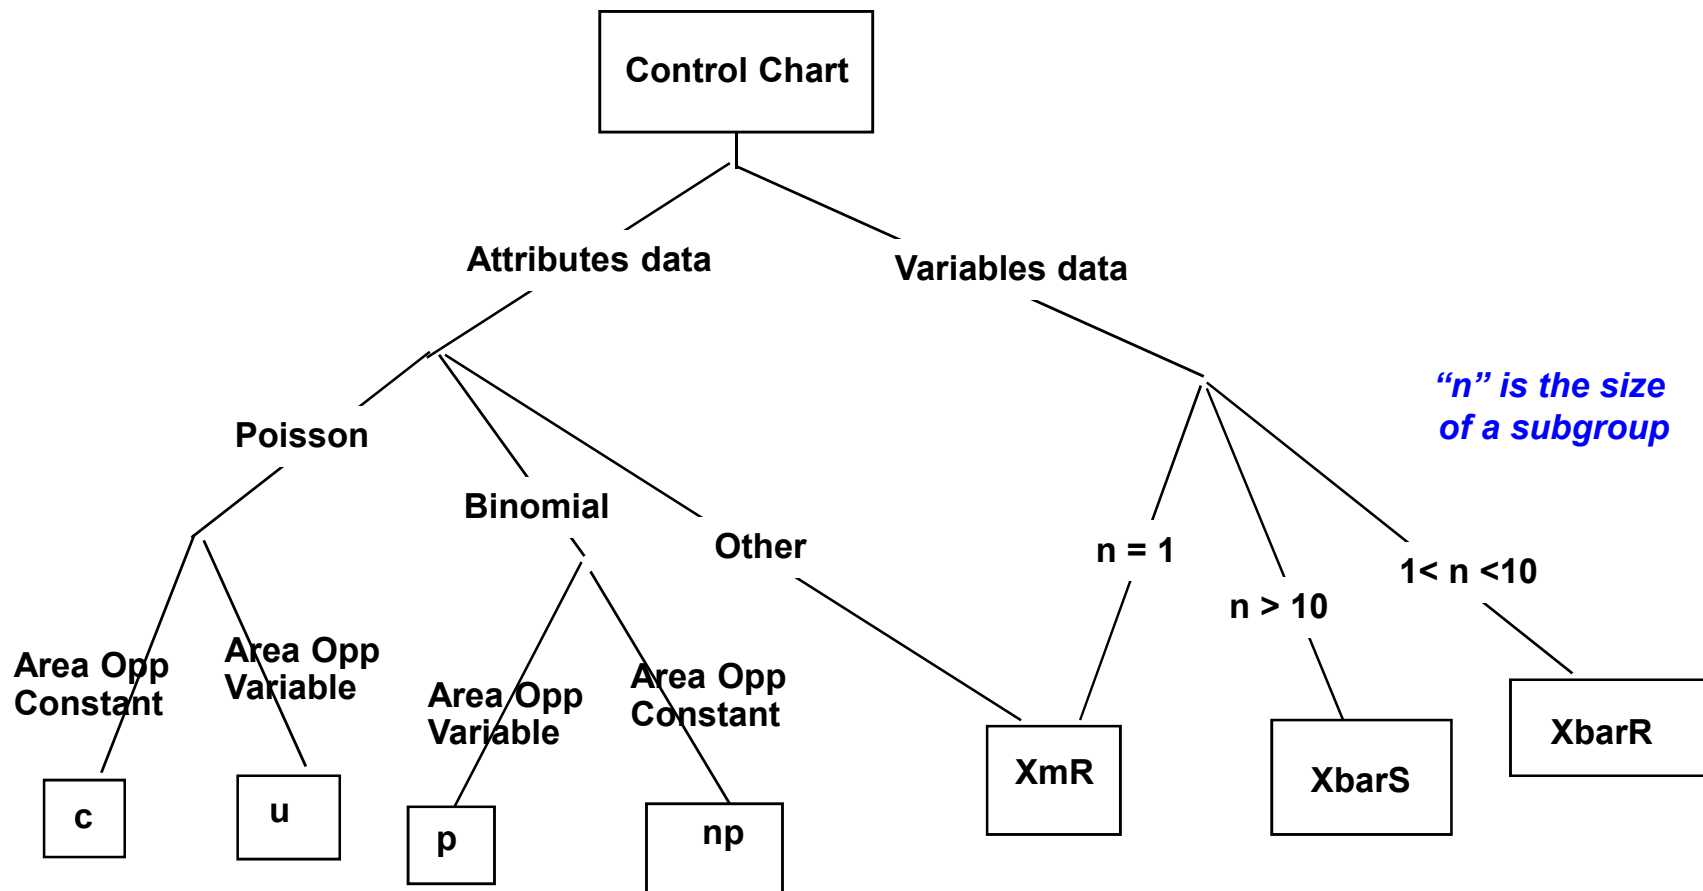 Control Chart
Attributes data
Variables data
“n” is the size
of a subgroup
Poisson
Binomial
Other
n = 1
1< n <10
n > 10
Area Opp
Constant
Area Opp
Variable
Area Opp
Variable
Area Opp
Constant
c
u
p
np
XmR
XbarS
XbarR